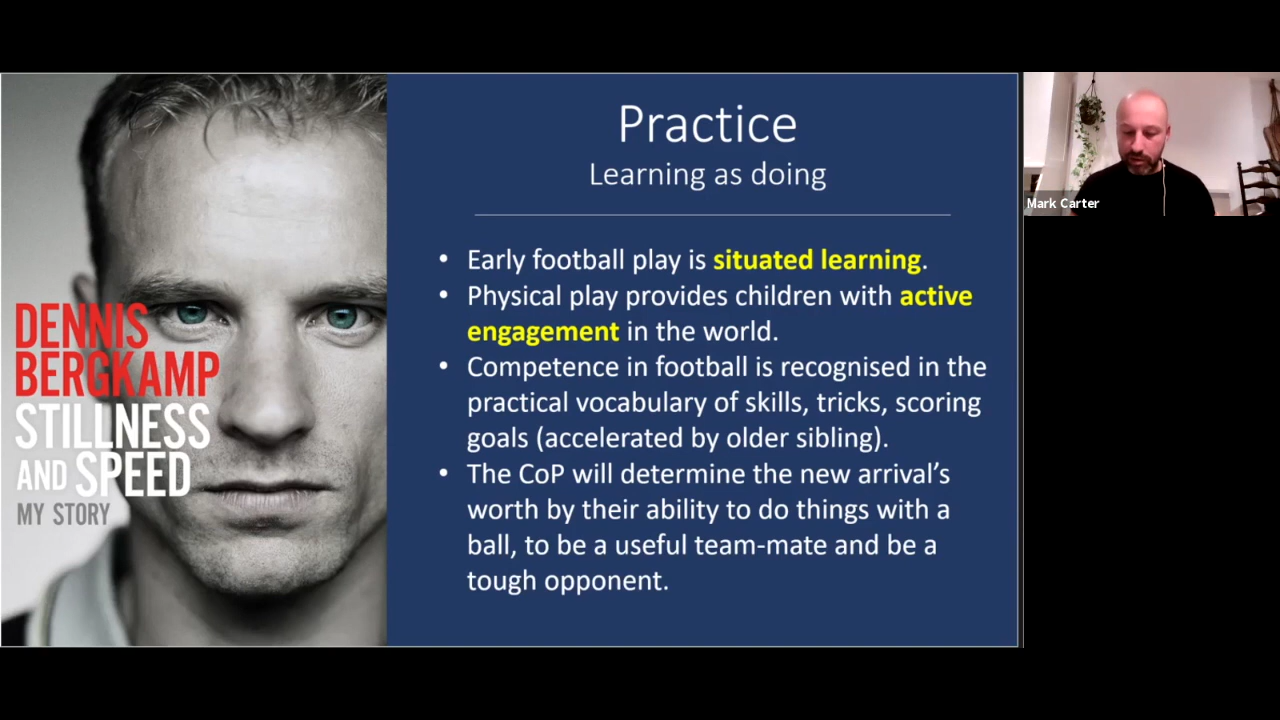 DENNIS
BERGKAMP
STILLNESS
AND SPEED
MY STORY
Practice
Learning as doing
• Early football play is situated learning.
• Physical play provides children with active
engagement in the world.
• Competence in football is recognised in the
practical vocabulary of skills, tricks, scoring
goals (accelerated by older sibling).
• The CoP will determine the new arrival’s
worth by their ability to do things with a
ball, to be a useful team-mate and be a
tough opponent.
Mark Carter